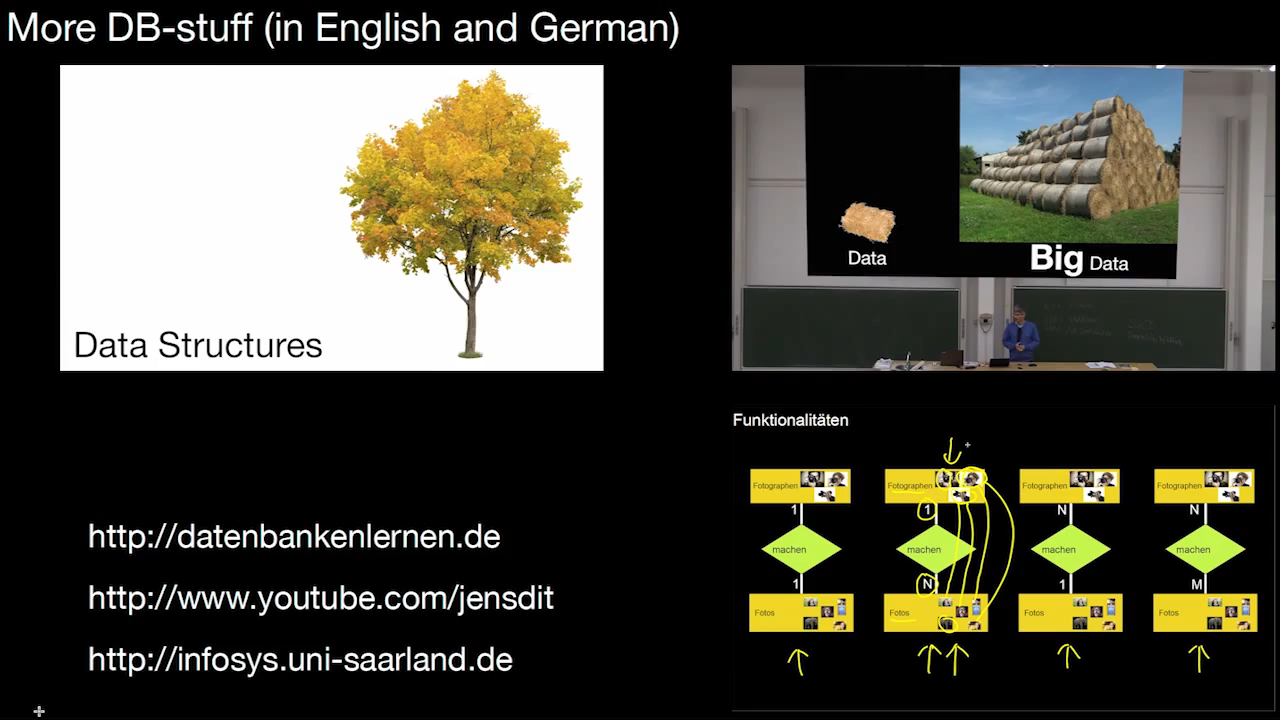 More DB-stuff (in English and German)
Data Structures
Data
Big Data
Funktionalitäten
Fotographen Fotographen Fotographen Fotographen
1 1 N N
machen machen machen machen
1 N 1 M
Fotos Fotos Fotos Fotos
http://datenbankenlernen.de
http://www.youtube.com/jensdit
http://infosys.uni-saarland.de